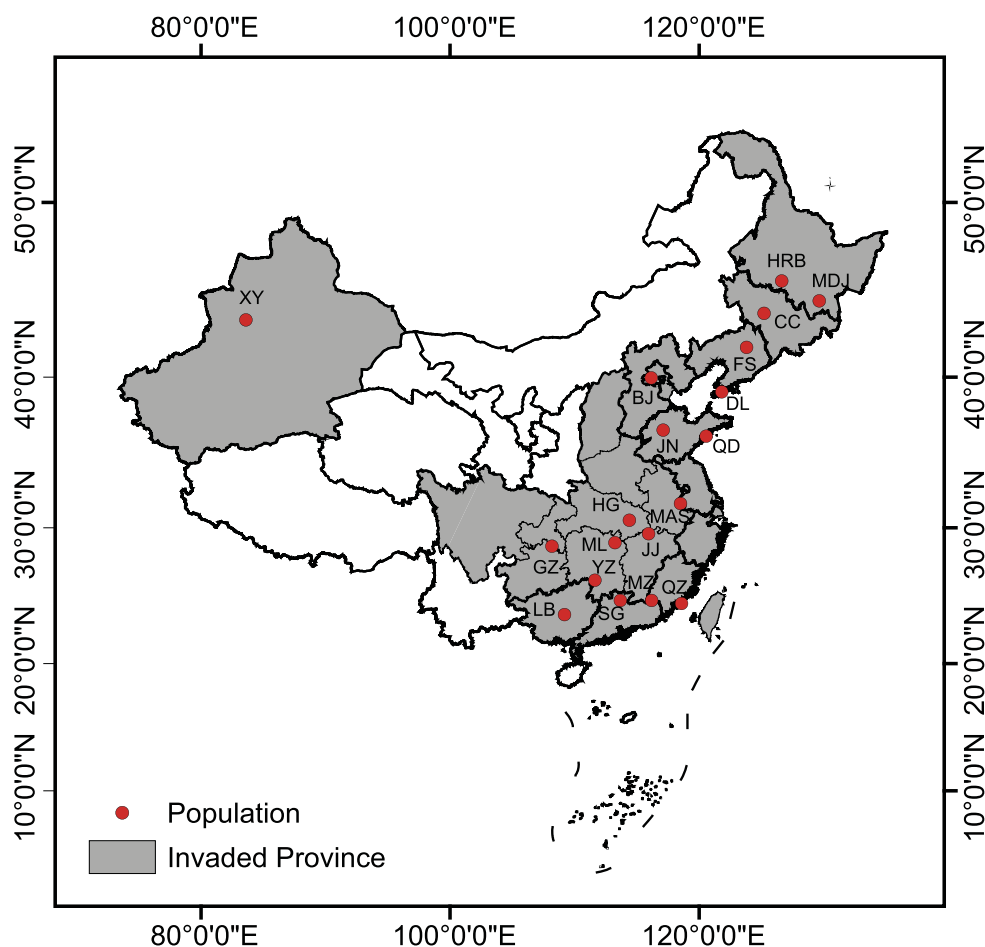 80°0'0"E 100°0'0"E 120°0'0"E
50°0'0"N
50°0'0"N
HRB
MDJ
XY
CC
FS
40°0'0"N
40°0'0"N
BJ
DL
JN
QD
HG
MAS
30°0'0"N
30°0'0"N
ML
JJ
GZ
YZ
MZ
QZ
LB
SG
20°0'0"N
20°0'0"N
10°0'0"N
10°0'0"N
Population
Invaded Province
80°0'0"E 100°0'0"E 120°0'0"E